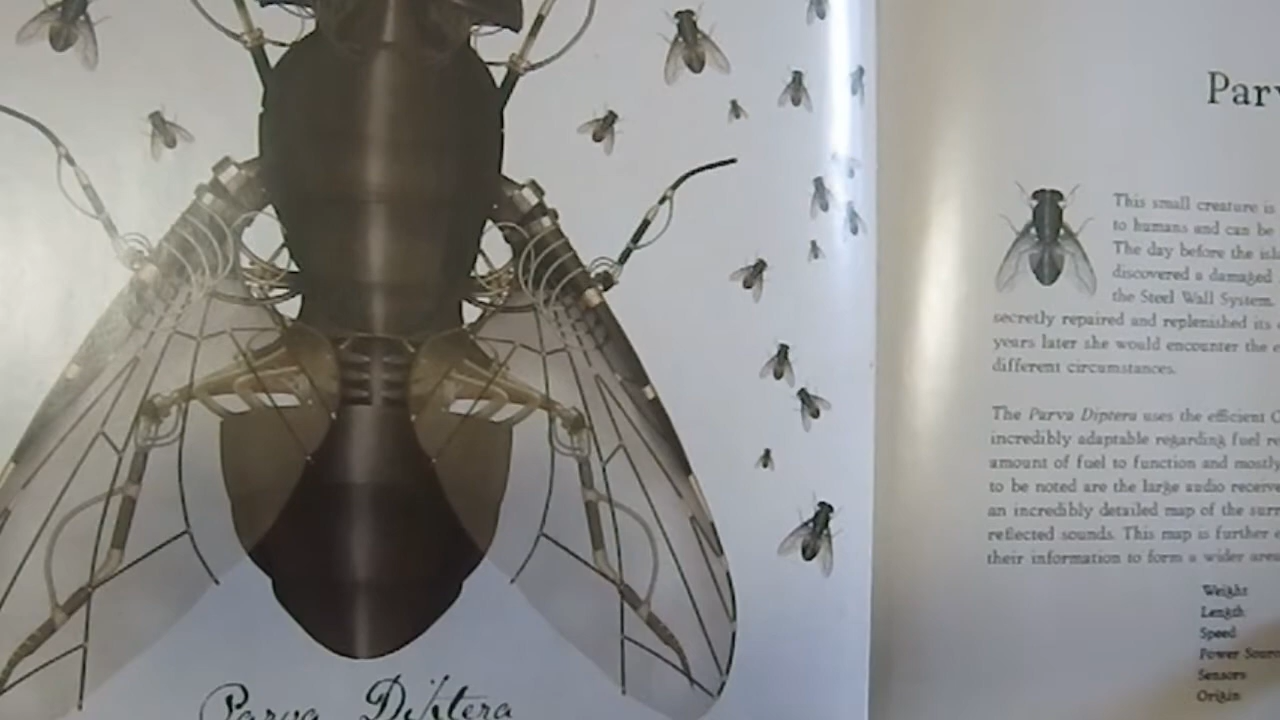 Parva Diptera
Parv
This small creature is
to humans and can be
The day before the isl
discovered a damaged
the Steel Wall System.
secretly repaired and replenished its
years later she would encounter the e
different circumstances.
The Parva Diptera uses the efficient
incredibly adaptable regarding fuel re
amount of fuel to function and mostly
to be noted are the large audio receive
an incredibly detailed map of the surr
reflected sounds. This map is further e
their information to form a wider area
Weight
Length
Speed
Power Sourc
Sensors
Origin